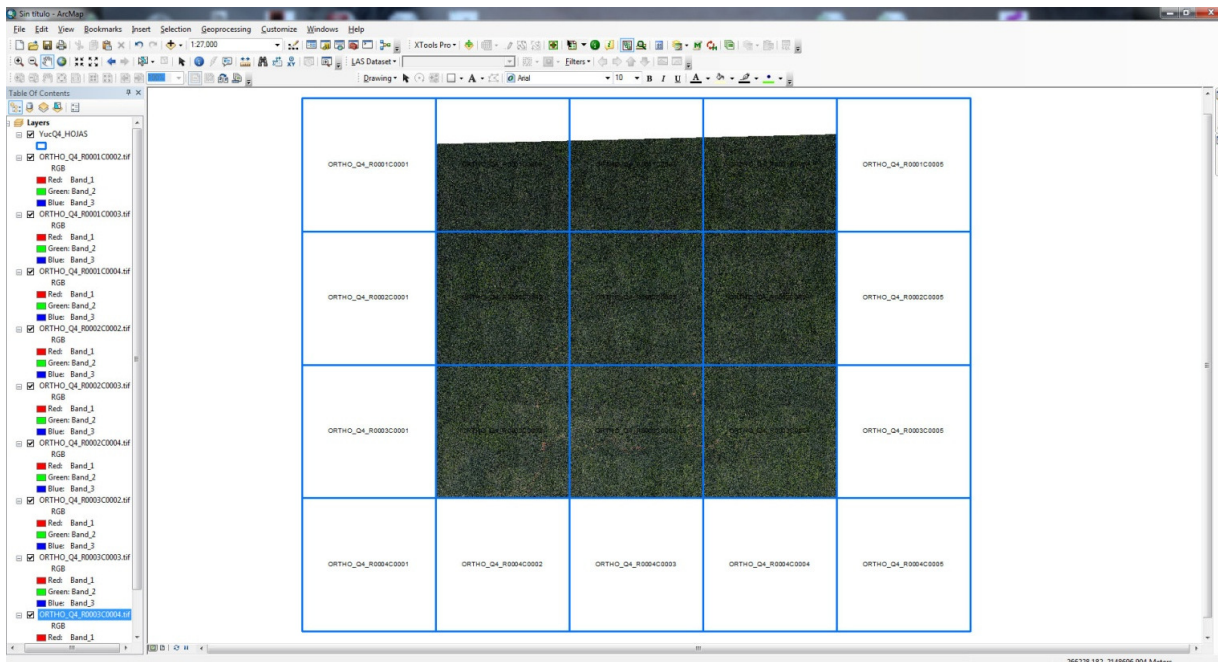 Sin título - ArcMap
File Edit View Bookmarks Insert Selection Geoprocessing Customize Windows Help
1:27,000
XTools Pro
LAS Dataset
Filters
Drawing
A
Arial
10
B I U A
Table Of Contents
Layers
YucQ4_HOJAS
ORTHO_Q4_R0001C0002.tif
RGB
Red: Band_1
Green: Band_2
Blue: Band_3
ORTHO_Q4_R0001C0003.tif
RGB
Red: Band_1
Green: Band_2
Blue: Band_3
ORTHO_Q4_R0001C0004.tif
RGB
Red: Band_1
Green: Band_2
Blue: Band_3
ORTHO_Q4_R0002C0002.tif
RGB
Red: Band_1
Green: Band_2
Blue: Band_3
ORTHO_Q4_R0002C0003.tif
RGB
Red: Band_1
Green: Band_2
Blue: Band_3
ORTHO_Q4_R0002C0004.tif
RGB
Red: Band_1
Green: Band_2
Blue: Band_3
ORTHO_Q4_R0003C0002.tif
RGB
Red: Band_1
Green: Band_2
Blue: Band_3
ORTHO_Q4_R0003C0003.tif
RGB
Red: Band_1
Green: Band_2
Blue: Band_3
ORTHO_Q4_R0003C0004.tif
RGB
Red: Band_1
ORTHO_Q4_R0001C0001
ORTHO_Q4_R0001C0005
ORTHO_Q4_R0002C0001
ORTHO_Q4_R0002C0005
ORTHO_Q4_R0003C0001
ORTHO_Q4_R0003C0005
ORTHO_Q4_R0004C0001
ORTHO_Q4_R0004C0002
ORTHO_Q4_R0004C0003
ORTHO_Q4_R0004C0004
ORTHO_Q4_R0004C0005